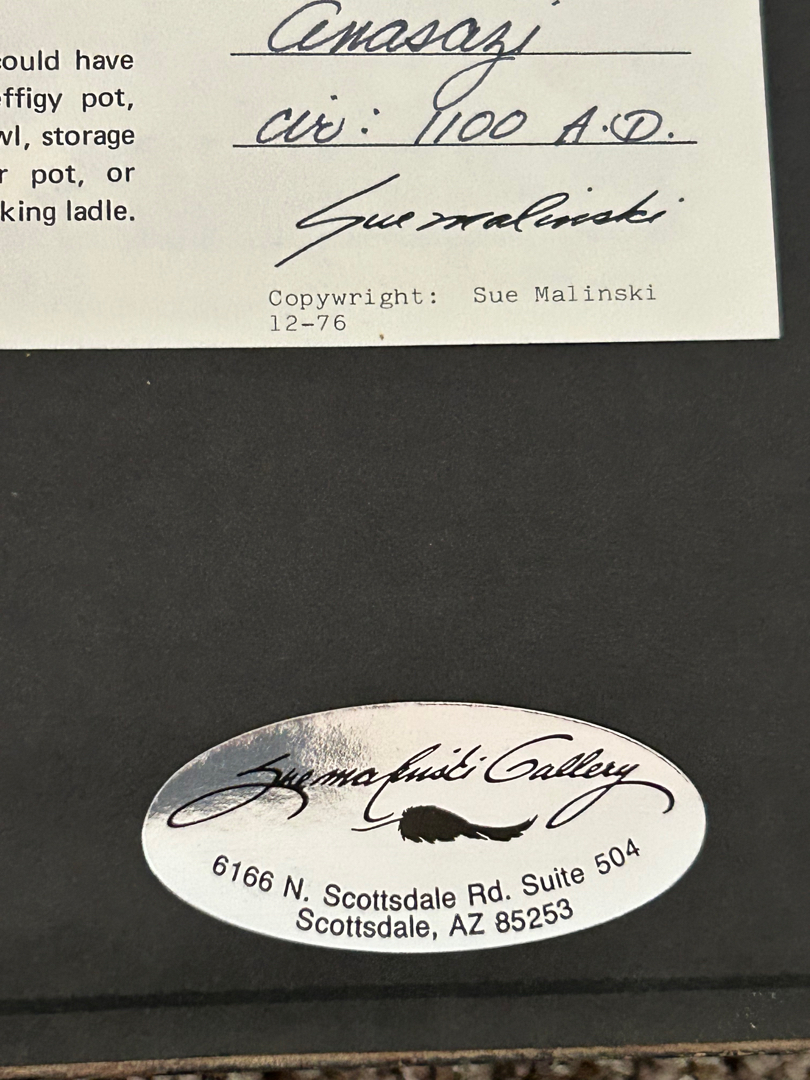 could have
effigy pot,
wl, storage
r pot, or
king ladle.
Anasazi
cir: 1100 A.D.
Sue Malinski
Copywright: Sue Malinski
12-76
Sue Malinski Gallery
6166 N. Scottsdale Rd. Suite 504
Scottsdale, AZ 85253